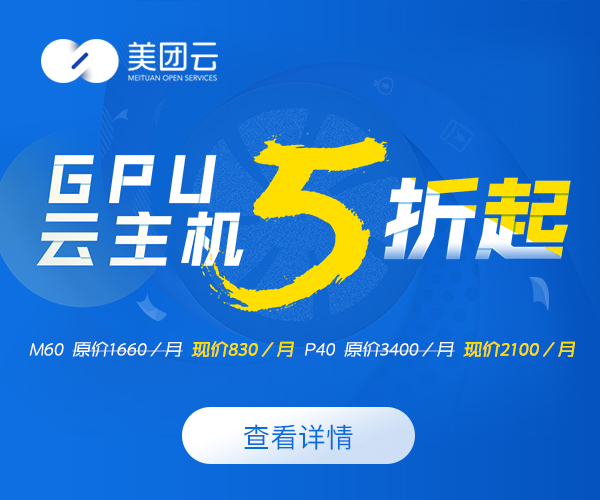 美团云
MEITUAN OPEN SERVICES
GPU
云主机
5折起
M60 原价1660/月 现价830/月 P40 原价3400/月 现价2100/月
查看详情